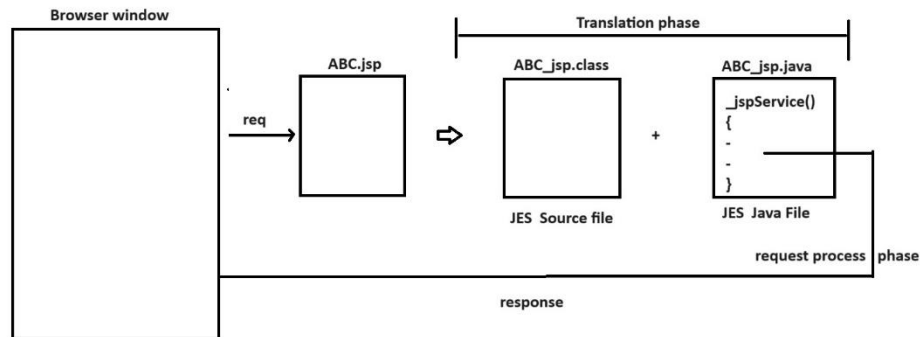 Browser window
Translation phase
ABC.jsp
ABC_jsp.class
ABC_jsp.java
req
+
_jspService()
{
-
-
}
JES Source file
JES Java File
request process phase
response